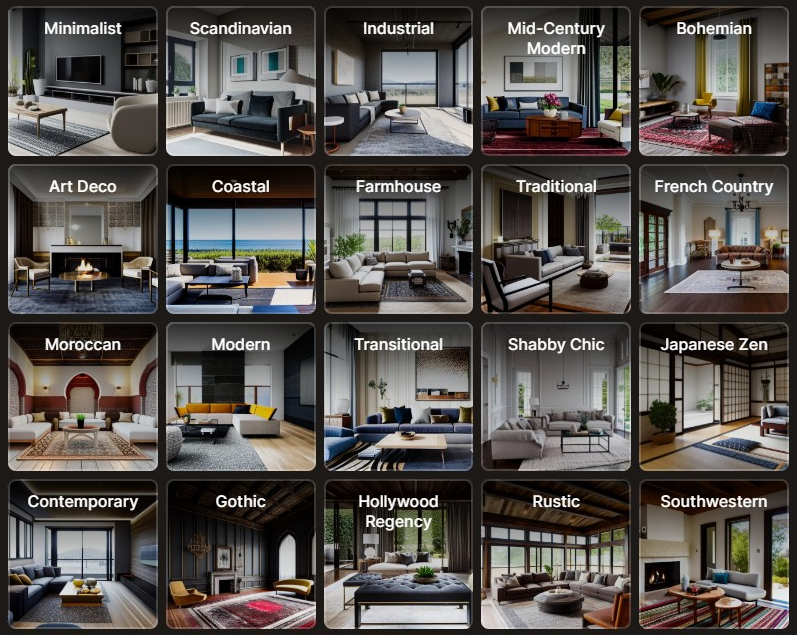 Minimalist
Scandinavian
Industrial
Mid-Century
Modern
Bohemian
Art Deco
Coastal
Farmhouse
Traditional
French Country
Moroccan
Modern
Transitional
Shabby Chic
Japanese Zen
Contemporary
Gothic
Hollywood
Regency
Rustic
Southwestern